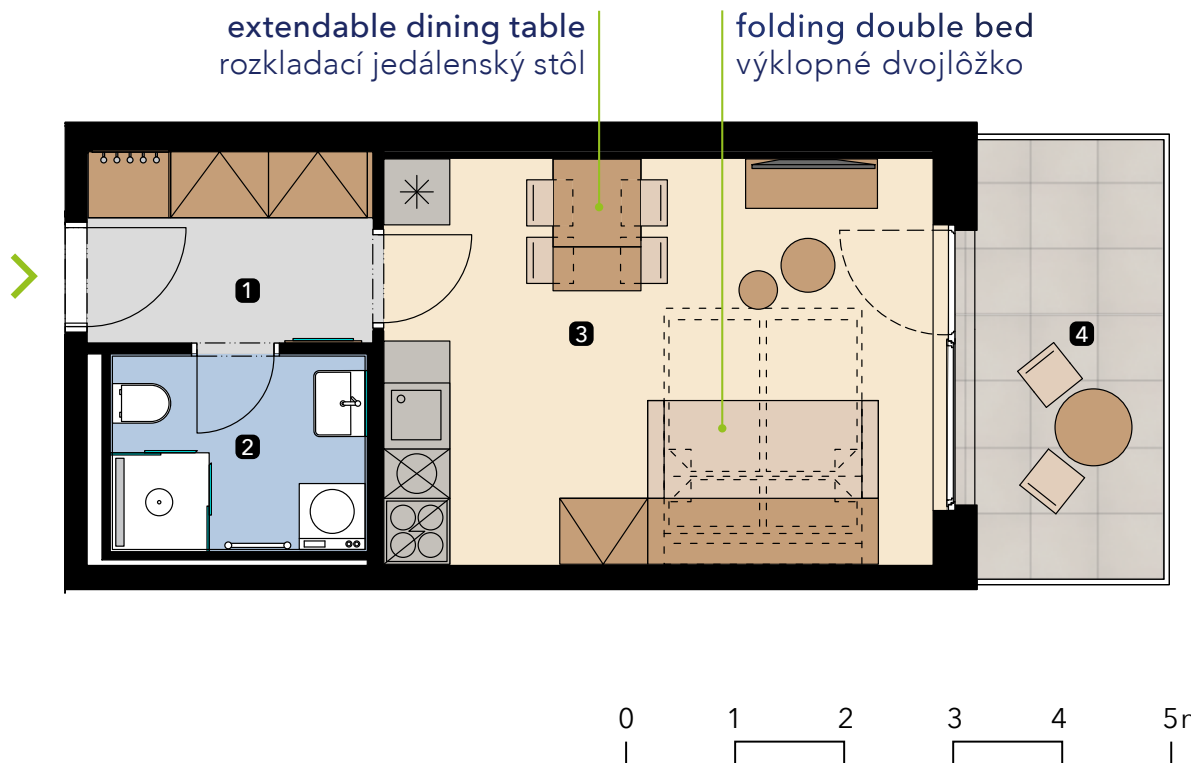 extendable dining table
rozkladací jedálenský stôl
folding double bed
výklopné dvojlôžko
1
2
3
4
0 1 2 3 4 5m